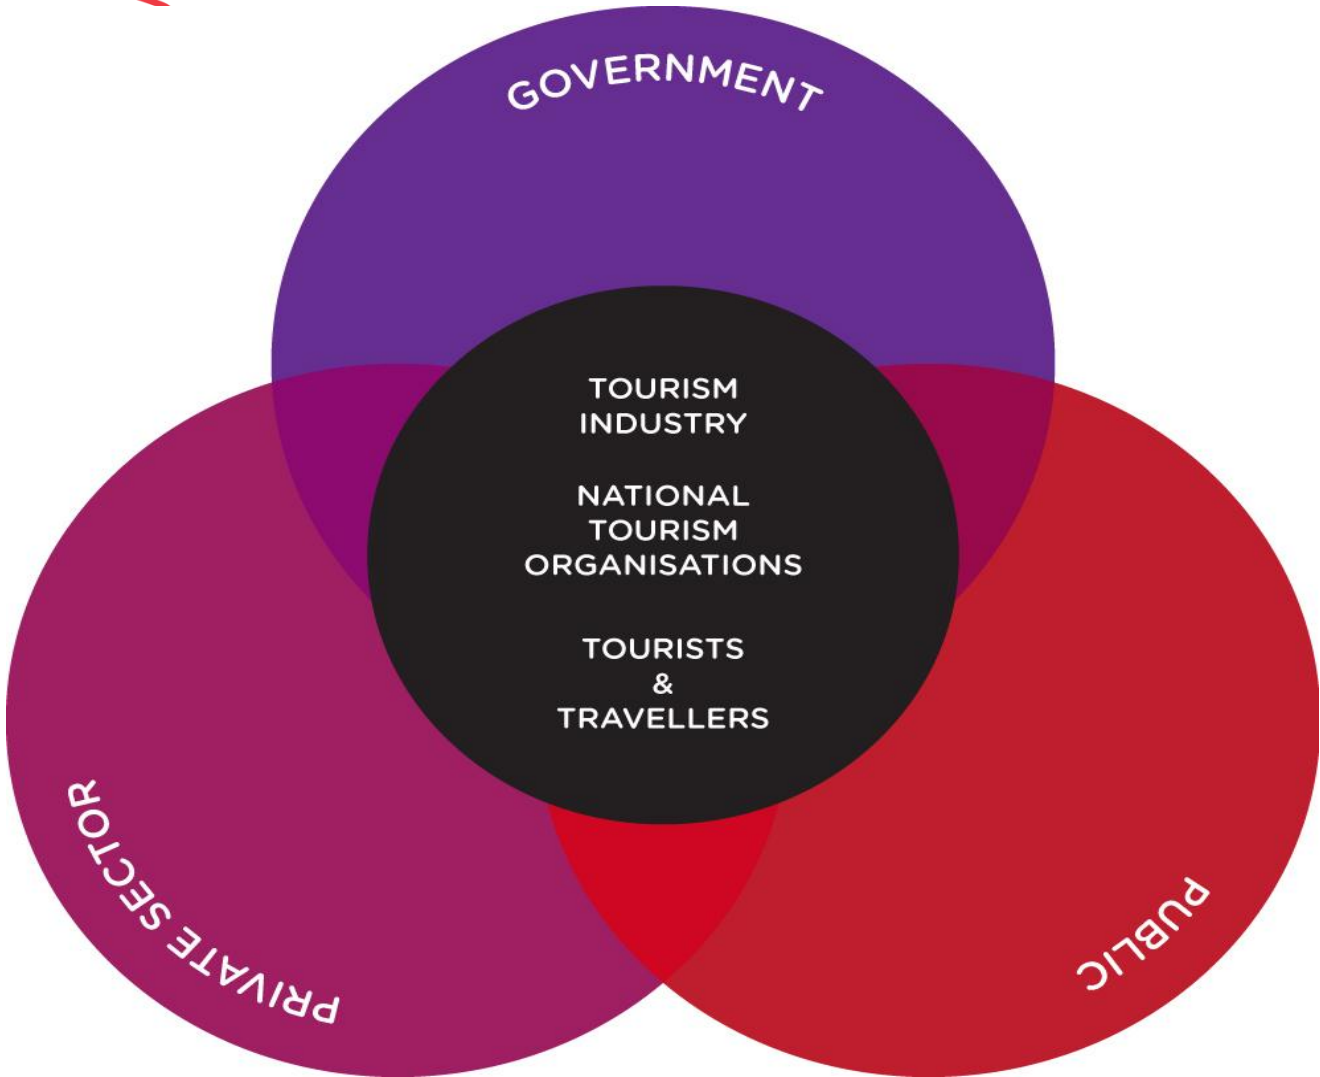 GOVERNMENT
TOURISM
INDUSTRY
NATIONAL
TOURISM
ORGANISATIONS
TOURISTS
&
TRAVELLERS
PRIVATE SECTOR
PUBLIC